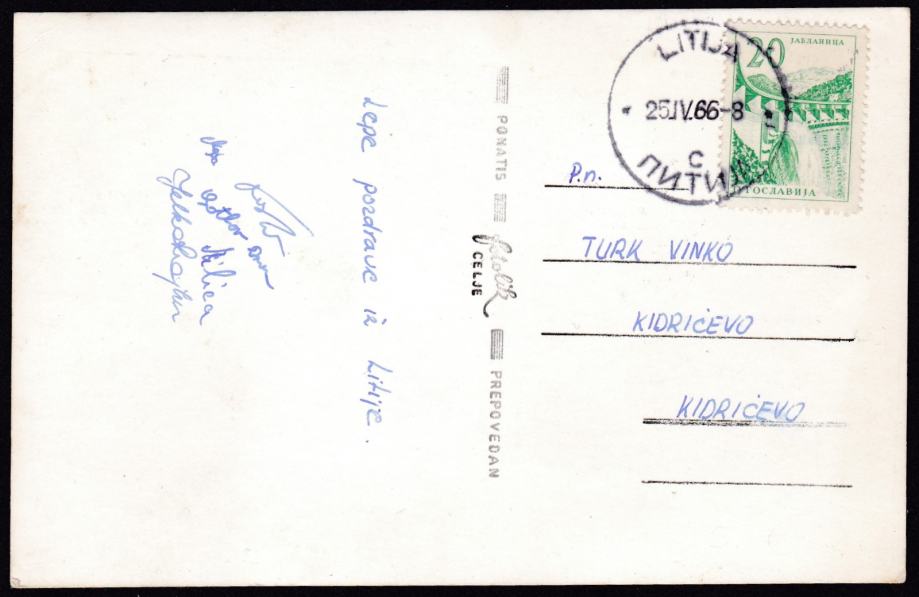 Lepe pozdrave iz Litije.
Milica
PONATIS
CELJE
PREPOVEDAN
LITIJA
25.IV.66-8
C
ЛИТИЈА
20
ЈАБЛАНИЦА
ЈУГОСЛАВИЈА
P.n.
TURK VINKO
KIDRIČEVO
KIDRIČEVO